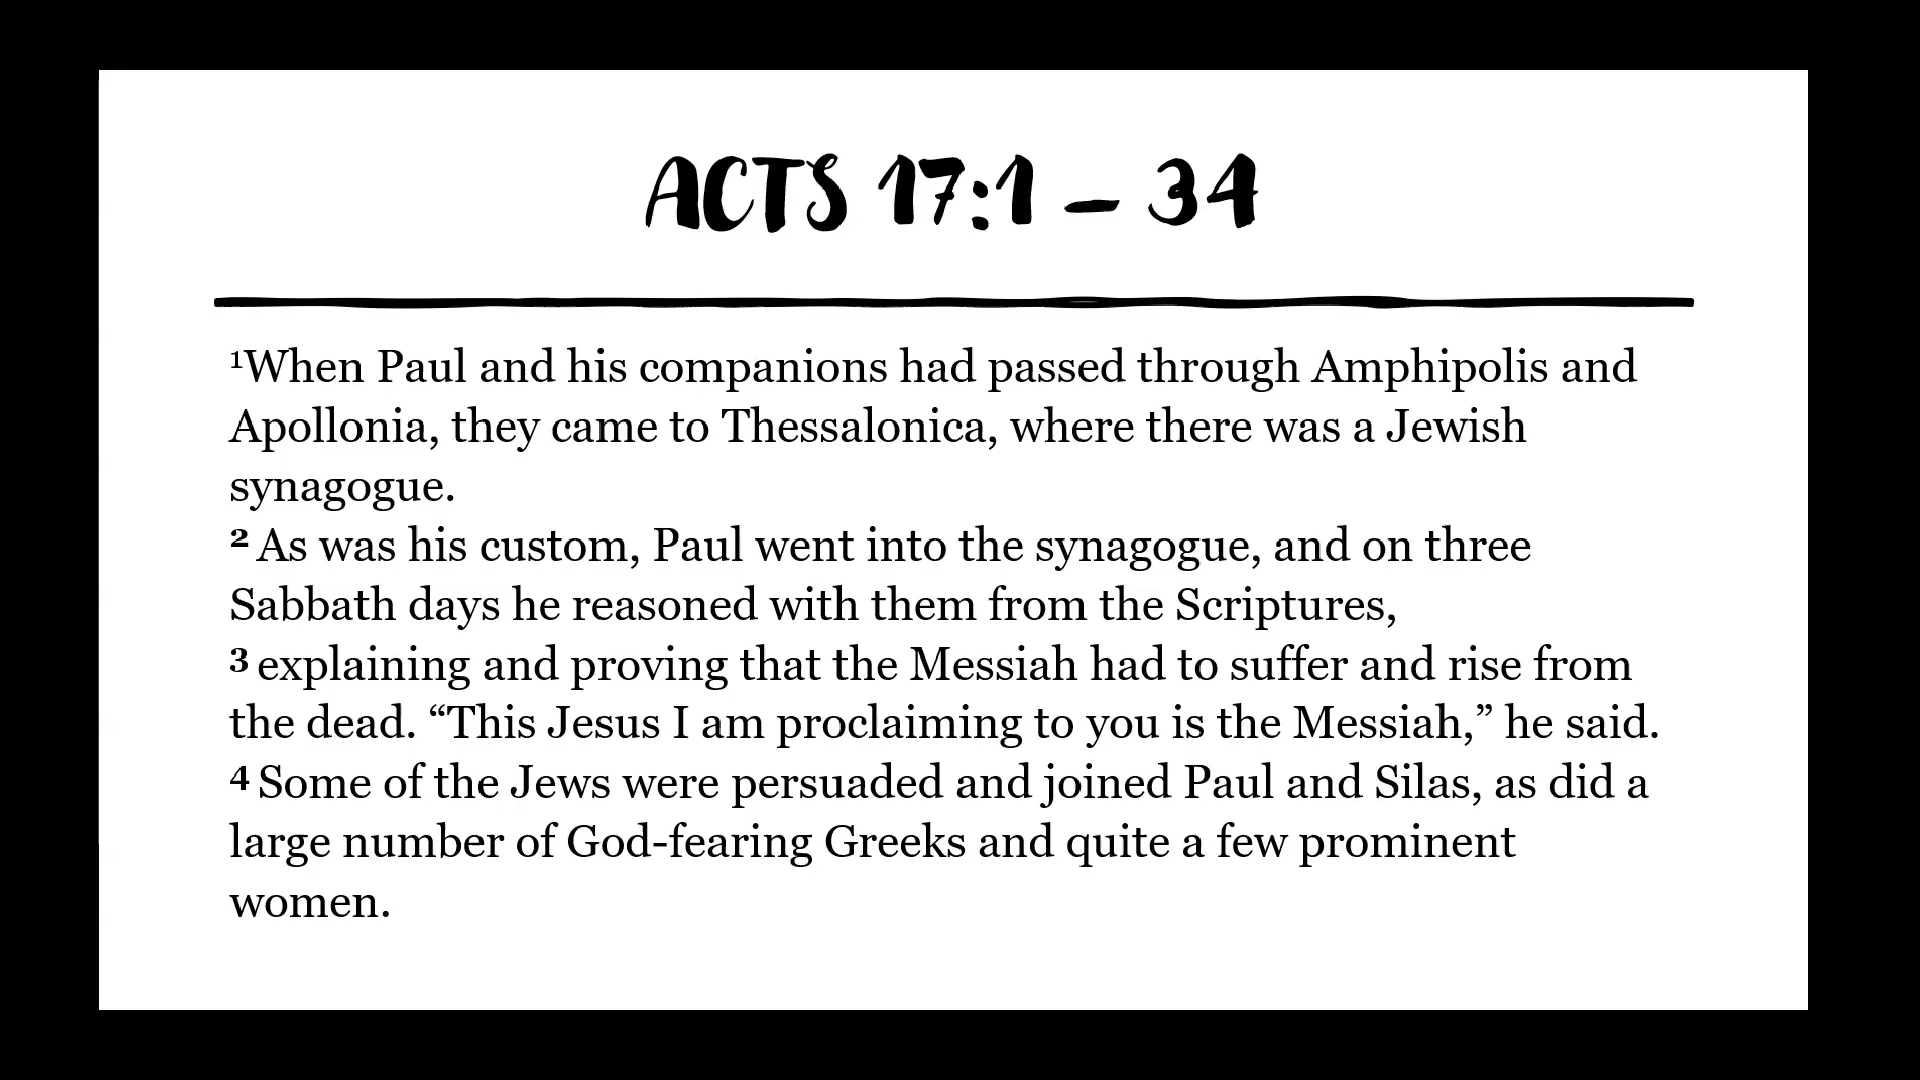 ACTS 17:1 – 34
¹When Paul and his companions had passed through Amphipolis and
Apollonia, they came to Thessalonica, where there was a Jewish
synagogue.
² As was his custom, Paul went into the synagogue, and on three
Sabbath days he reasoned with them from the Scriptures,
³ explaining and proving that the Messiah had to suffer and rise from
the dead. “This Jesus I am proclaiming to you is the Messiah,” he said.
⁴ Some of the Jews were persuaded and joined Paul and Silas, as did a
large number of God-fearing Greeks and quite a few prominent
women.